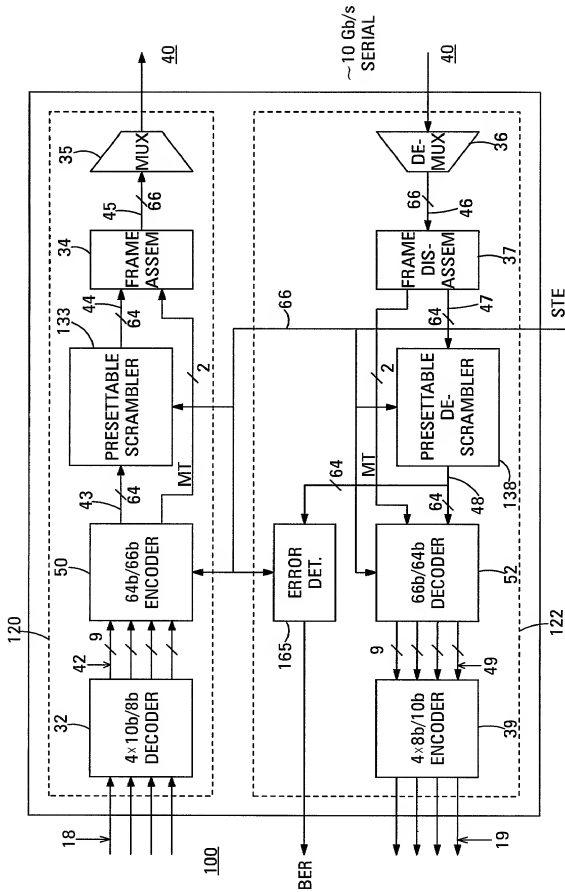 120
32
4×10b/8b
DECODER
18
42
9
50
64b/66b
ENCODER
43
64
MT
133
PRESETTABLE
SCRAMBLER
44
64
2
34
FRAME
ASSEM
45
66
35
MUX
40
100
BER
165
ERROR
DET.
64
MT
2
66
STE
~10 Gb/s
SERIAL
40
DE-
MUX
36
66
46
FRAME
DIS-
ASSEM
37
47
64
PRESETTABLE
DE-
SCRAMBLER
138
48
64
66b/64b
DECODER
52
9
49
4×8b/10b
ENCODER
39
19
122